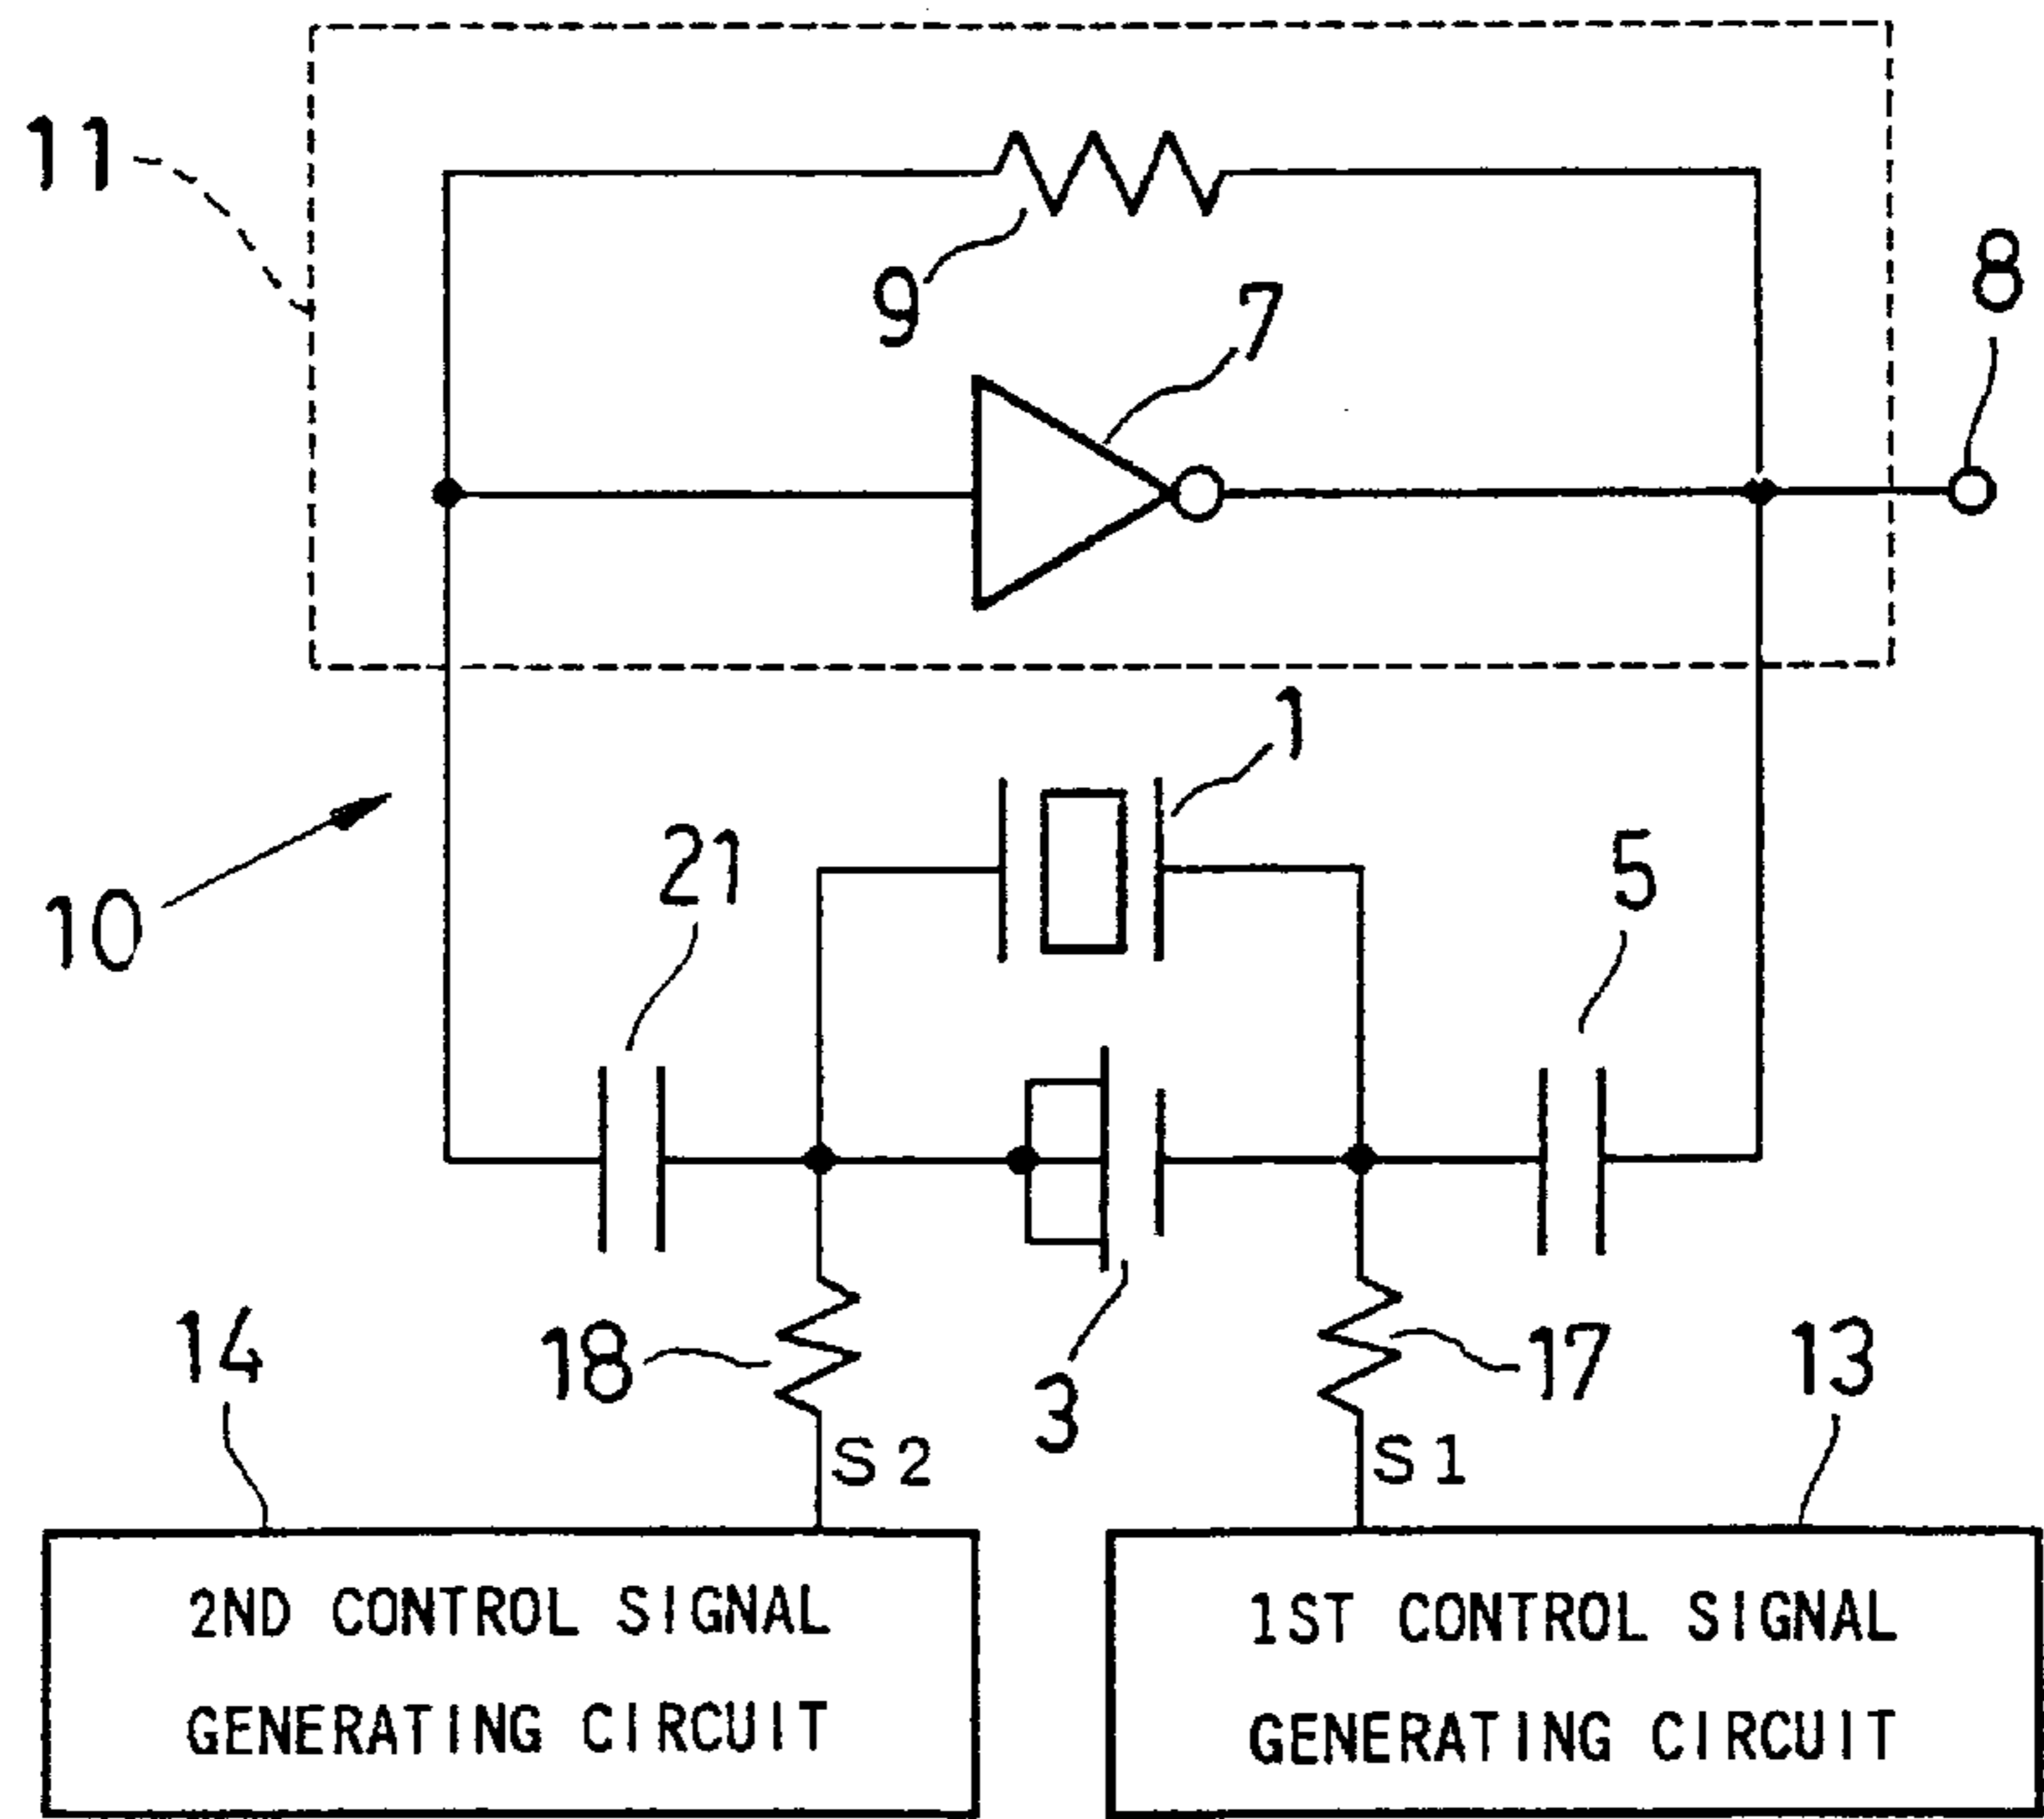 11
9
7
8
1
10
21
5
14
18
3
17
13
S2
S1
2ND CONTROL SIGNAL
GENERATING CIRCUIT
1ST CONTROL SIGNAL
GENERATING CIRCUIT